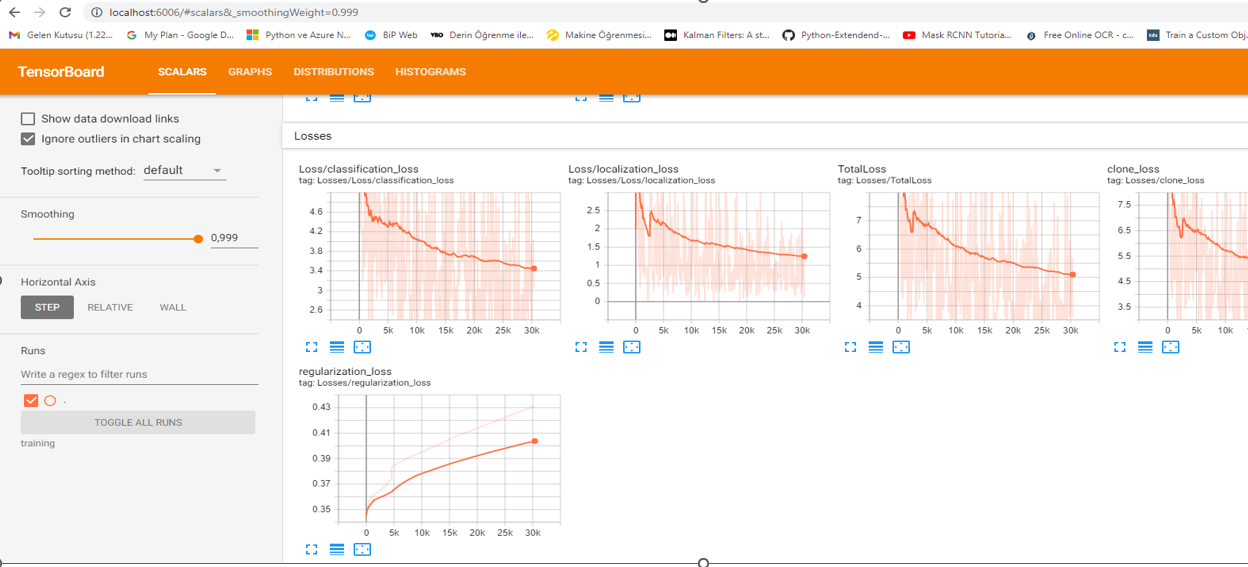 localhost:6006/#scalars&_smoothingWeight=0.999
Gelen Kutusu (1.22... My Plan - Google D... Python ve Azure N... BiP Web VBO Derin Öğrenme ile... Makine Öğrenmesi... Kalman Filters: A st... Python-Extendend-... Mask RCNN Tutoria... Free Online OCR - c... Train a Custom Obj
TensorBoard SCALARS GRAPHS DISTRIBUTIONS HISTOGRAMS
Show data download links
Ignore outliers in chart scaling
Tooltip sorting method: default
Smoothing
0,999
Horizontal Axis
STEP RELATIVE WALL
Runs
Write a regex to filter runs
.
TOGGLE ALL RUNS
training
Losses
Loss/classification_loss
tag: Losses/Loss/classification_loss
4.6
4.2
3.8
3.4
3
2.6
0 5k 10k 15k 20k 25k 30k
Loss/localization_loss
tag: Losses/Loss/localization_loss
2.5
2
1.5
1
0.5
0
0 5k 10k 15k 20k 25k 30k
TotalLoss
tag: Losses/TotalLoss
7
6
5
4
0 5k 10k 15k 20k 25k 30k
clone_loss
tag: Losses/clone_loss
7.5
6.5
5.5
4.5
3.5
0 5k 10k 15k
regularization_loss
tag: Losses/regularization_loss
0.43
0.41
0.39
0.37
0.35
0 5k 10k 15k 20k 25k 30k